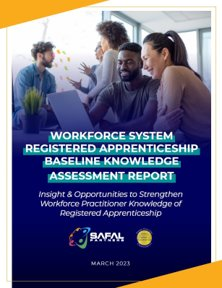 WORKFORCE SYSTEM
REGISTERED APPRENTICESHIP
BASELINE KNOWLEDGE
ASSESSMENT REPORT
Insight & Opportunities to Strengthen
Workforce Practitioner Knowledge of
Registered Apprenticeship
SAFAL
PARTNERS
MARCH 2023